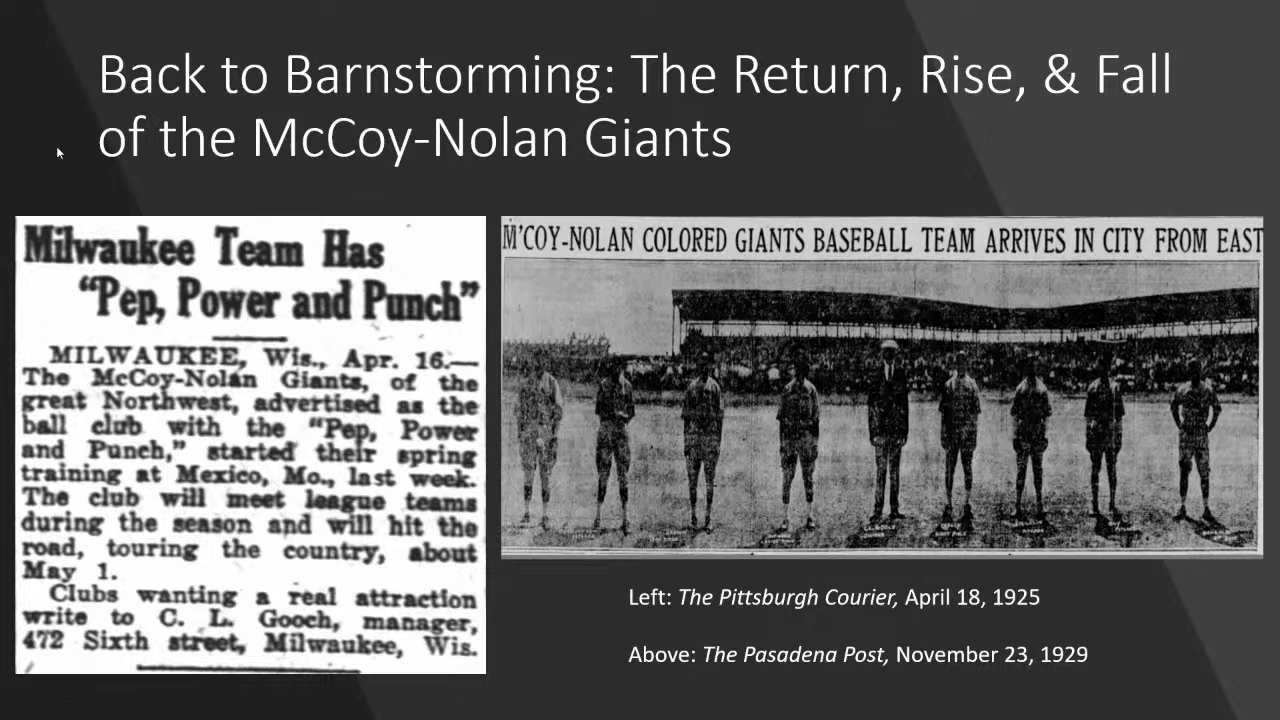 Back to Barnstorming: The Return, Rise, & Fall
of the McCoy-Nolan Giants
Milwaukee Team Has
“Pep, Power and Punch”
MILWAUKEE, Wis., Apr. 16.—
The McCoy-Nolan Giants, of the
great Northwest, advertised as the
ball club with the “Pep, Power
and Punch,” started their spring
training at Mexico, Mo., last week.
The club will meet league teams
during the season and will hit the
road, touring the country, about
May 1.
Clubs wanting a real attraction
write to C. L. Gooch, manager,
472 Sixth street, Milwaukee, Wis.
M'COY-NOLAN COLORED GIANTS BASEBALL TEAM ARRIVES IN CITY FROM EAST
Left: The Pittsburgh Courier, April 18, 1925
Above: The Pasadena Post, November 23, 1929